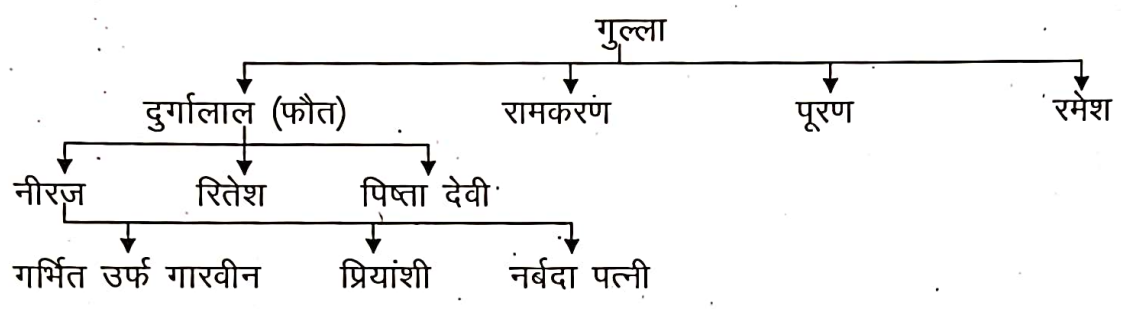 गुल्ला
दुर्गालाल (फौत) रामकरण पूरण रमेश
नीरज रितेश पिष्ता देवी
गर्भित उर्फ गारवीन प्रियांशी नर्बदा पत्नी